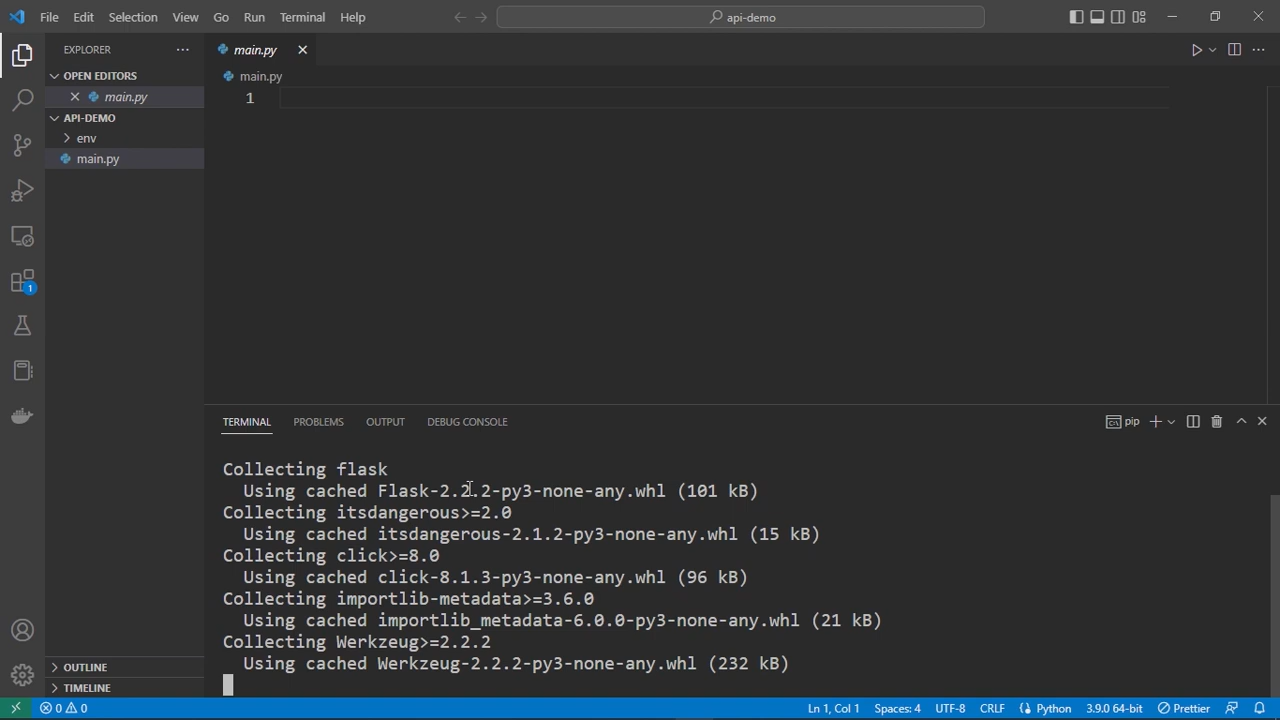 File Edit Selection View Go Run Terminal Help
api-demo
EXPLORER
main.py
OPEN EDITORS
main.py
main.py
1
API-DEMO
env
main.py
1
TERMINAL PROBLEMS OUTPUT DEBUG CONSOLE
pip
Collecting flask
Using cached Flask-2.2.2-py3-none-any.whl (101 kB)
Collecting itsdangerous>=2.0
Using cached itsdangerous-2.1.2-py3-none-any.whl (15 kB)
Collecting click>=8.0
Using cached click-8.1.3-py3-none-any.whl (96 kB)
Collecting importlib-metadata>=3.6.0
Using cached importlib_metadata-6.0.0-py3-none-any.whl (21 kB)
Collecting Werkzeug>=2.2.2
Using cached Werkzeug-2.2.2-py3-none-any.whl (232 kB)
OUTLINE
TIMELINE
0 0
Ln 1, Col 1 Spaces: 4 UTF-8 CRLF Python 3.9.0 64-bit Prettier